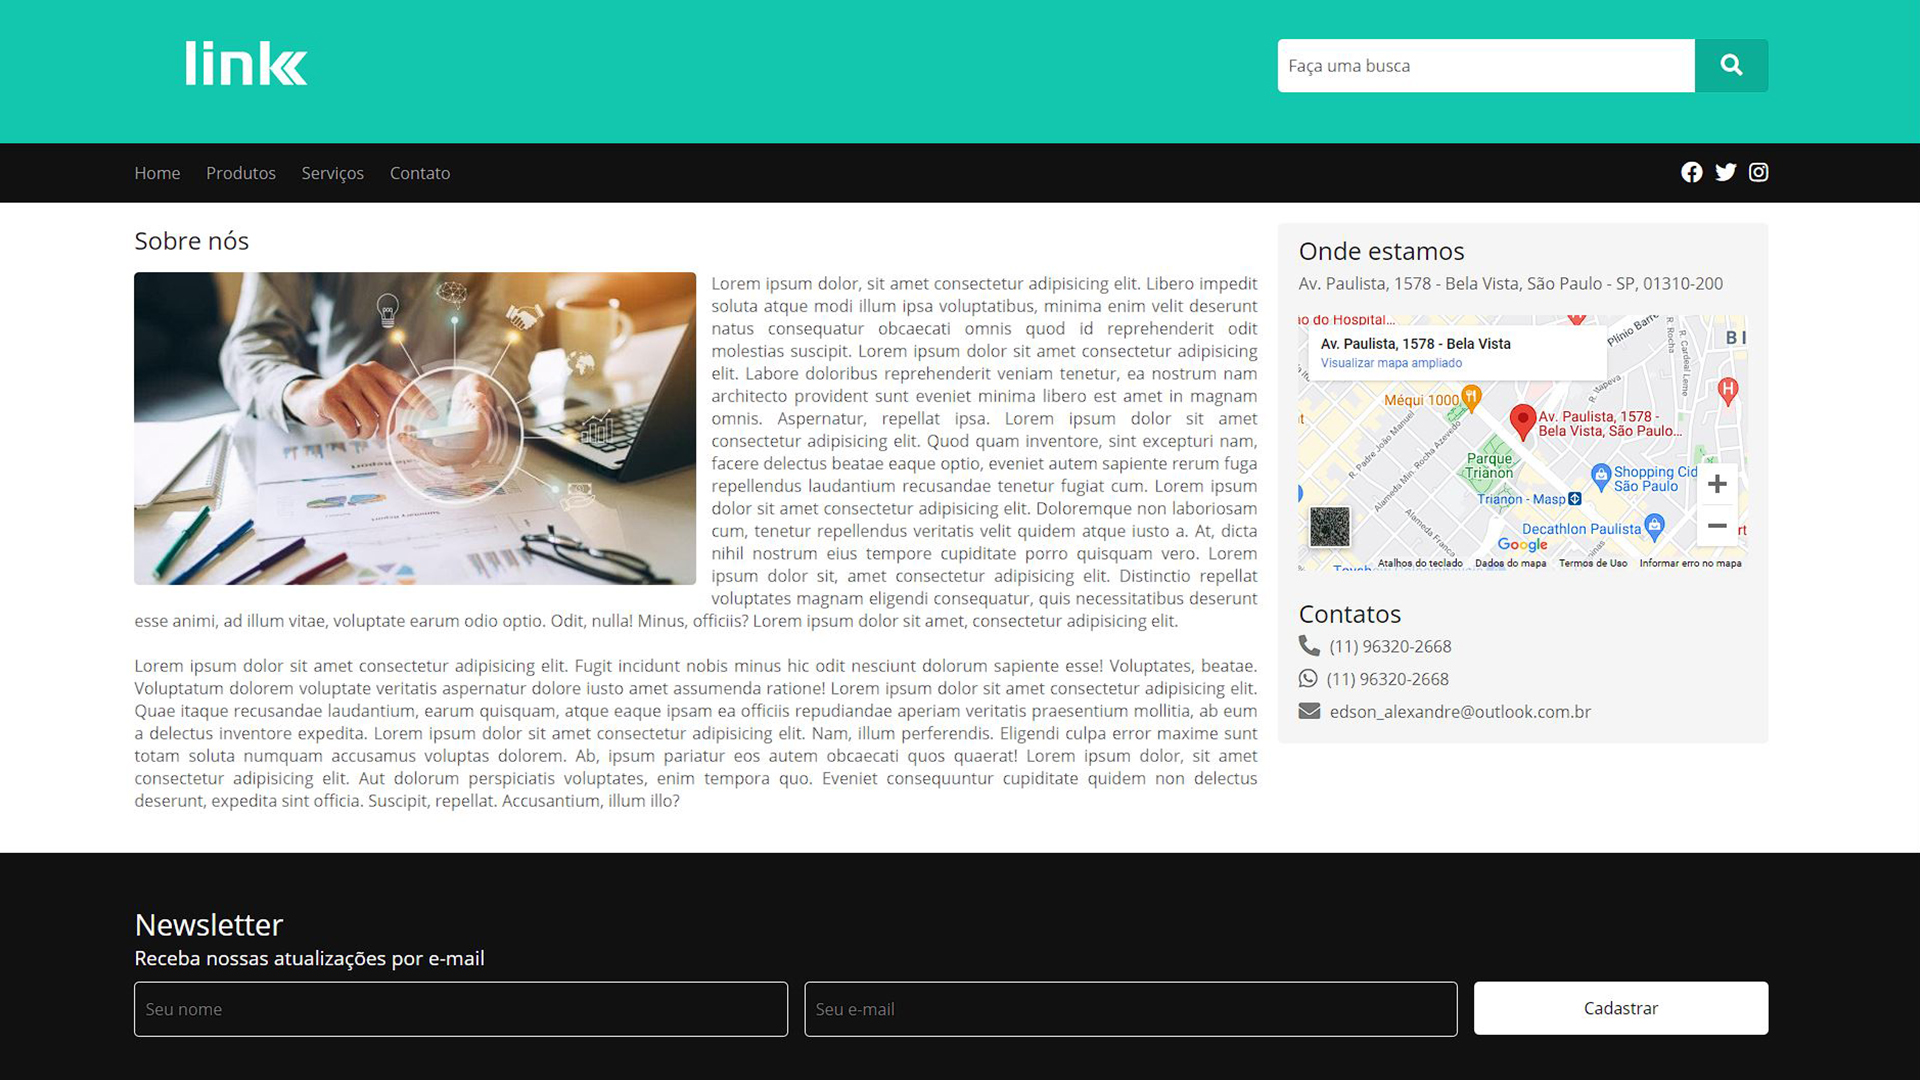 link
Faça uma busca
Home Produtos Serviços Contato
Sobre nós
Lorem ipsum dolor, sit amet consectetur adipisicing elit. Libero impedit
soluta atque modi illum ipsa voluptatibus, minima enim velit deserunt
natus consequatur obcaecati omnis quod id reprehenderit odit
molestias suscipit. Lorem ipsum dolor sit amet consectetur adipisicing
elit. Labore doloribus reprehenderit veniam tenetur, ea nostrum nam
architecto provident sunt eveniet minima libero est amet in magnam
omnis. Aspernatur, repellat ipsa. Lorem ipsum dolor sit amet
consectetur adipisicing elit. Quod quam inventore, sint excepturi nam,
facere delectus beatae eaque optio, eveniet autem sapiente rerum fuga
repellendus laudantium recusandae tenetur fugiat cum. Lorem ipsum
dolor sit amet consectetur adipisicing elit. Doloremque non laboriosam
cum, tenetur repellendus veritatis velit quidem atque iusto a. At, dicta
nihil nostrum eius tempore cupiditate porro quisquam vero. Lorem
ipsum dolor sit, amet consectetur adipisicing elit. Distinctio repellat
voluptates magnam eligendi consequatur, quis necessitatibus deserunt
esse animi, ad illum vitae, voluptate earum odio optio. Odit, nulla! Minus, officiis? Lorem ipsum dolor sit amet, consectetur adipisicing elit.
Lorem ipsum dolor sit amet consectetur adipisicing elit. Fugit incidunt nobis minus hic odit nesciunt dolorum sapiente esse! Voluptates, beatae.
Voluptatum dolorem voluptate veritatis aspernatur dolore iusto amet assumenda ratione! Lorem ipsum dolor sit amet consectetur adipisicing elit.
Quae itaque recusandae laudantium, earum quisquam, atque eaque ipsam ea officiis repudiandae aperiam veritatis praesentium mollitia, ab eum
a delectus inventore expedita. Lorem ipsum dolor sit amet consectetur adipisicing elit. Nam, illum perferendis. Eligendi culpa error maxime sunt
totam soluta numquam accusamus voluptas dolorem. Ab, ipsum pariatur eos autem obcaecati quos quaerat! Lorem ipsum dolor, sit amet
consectetur adipisicing elit. Aut dolorum perspiciatis voluptates, enim tempora quo. Eveniet consequuntur cupiditate quidem non delectus
deserunt, expedita sint officia. Suscipit, repellat. Accusantium, illum illo?
Onde estamos
Av. Paulista, 1578 - Bela Vista, São Paulo - SP, 01310-200
do Hospital...
Av. Paulista, 1578 - Bela Vista
Visualizar mapa ampliado
Plínio Barre
R. Rocha
R. Cardeal Leme
R. Itapeva
B
H
Méqui 1000
Av. Paulista, 1578 -
Bela Vista, São Paulo...
R. Padre João Manuel
Alameda Min. Rocha Azevedo
Parque
Trianon
Shopping Cid
São Paulo
Trianon - Masp
Alameda Franca
Decathlon Paulista
Google
Atalhos do teclado Dados do mapa Termos de Uso Informar erro no mapa
Contatos
(11) 96320-2668
(11) 96320-2668
edson_alexandre@outlook.com.br
Newsletter
Receba nossas atualizações por e-mail
Seu nome
Seu e-mail
Cadastrar